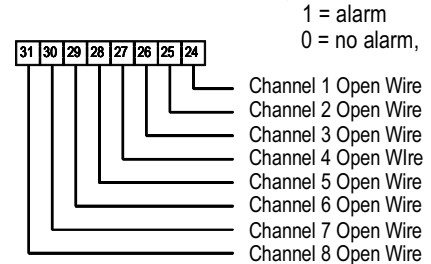 1 = alarm
0 = no alarm,
31 30 29 28 27 26 25 24
Channel 1 Open Wire
Channel 2 Open Wire
Channel 3 Open Wire
Channel 4 Open WIre
Channel 5 Open Wire
Channel 6 Open Wire
Channel 7 Open Wire
Channel 8 Open Wire